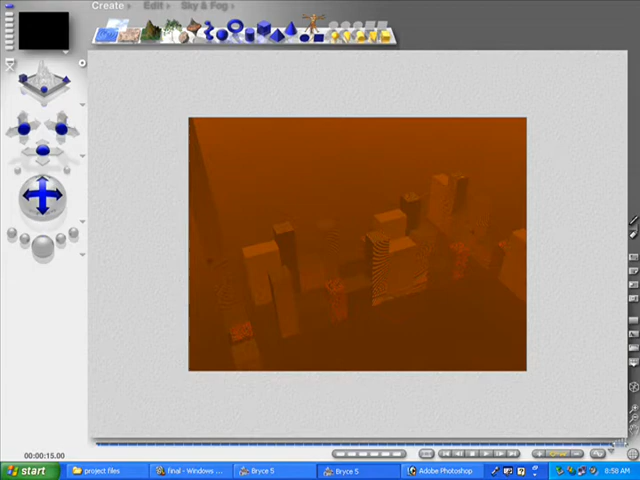 Create Edit Sky & Fog
00:00:15.00
start
project files
final - Windows ...
Bryce 5
Bryce 5
Adobe Photoshop
8:58 AM